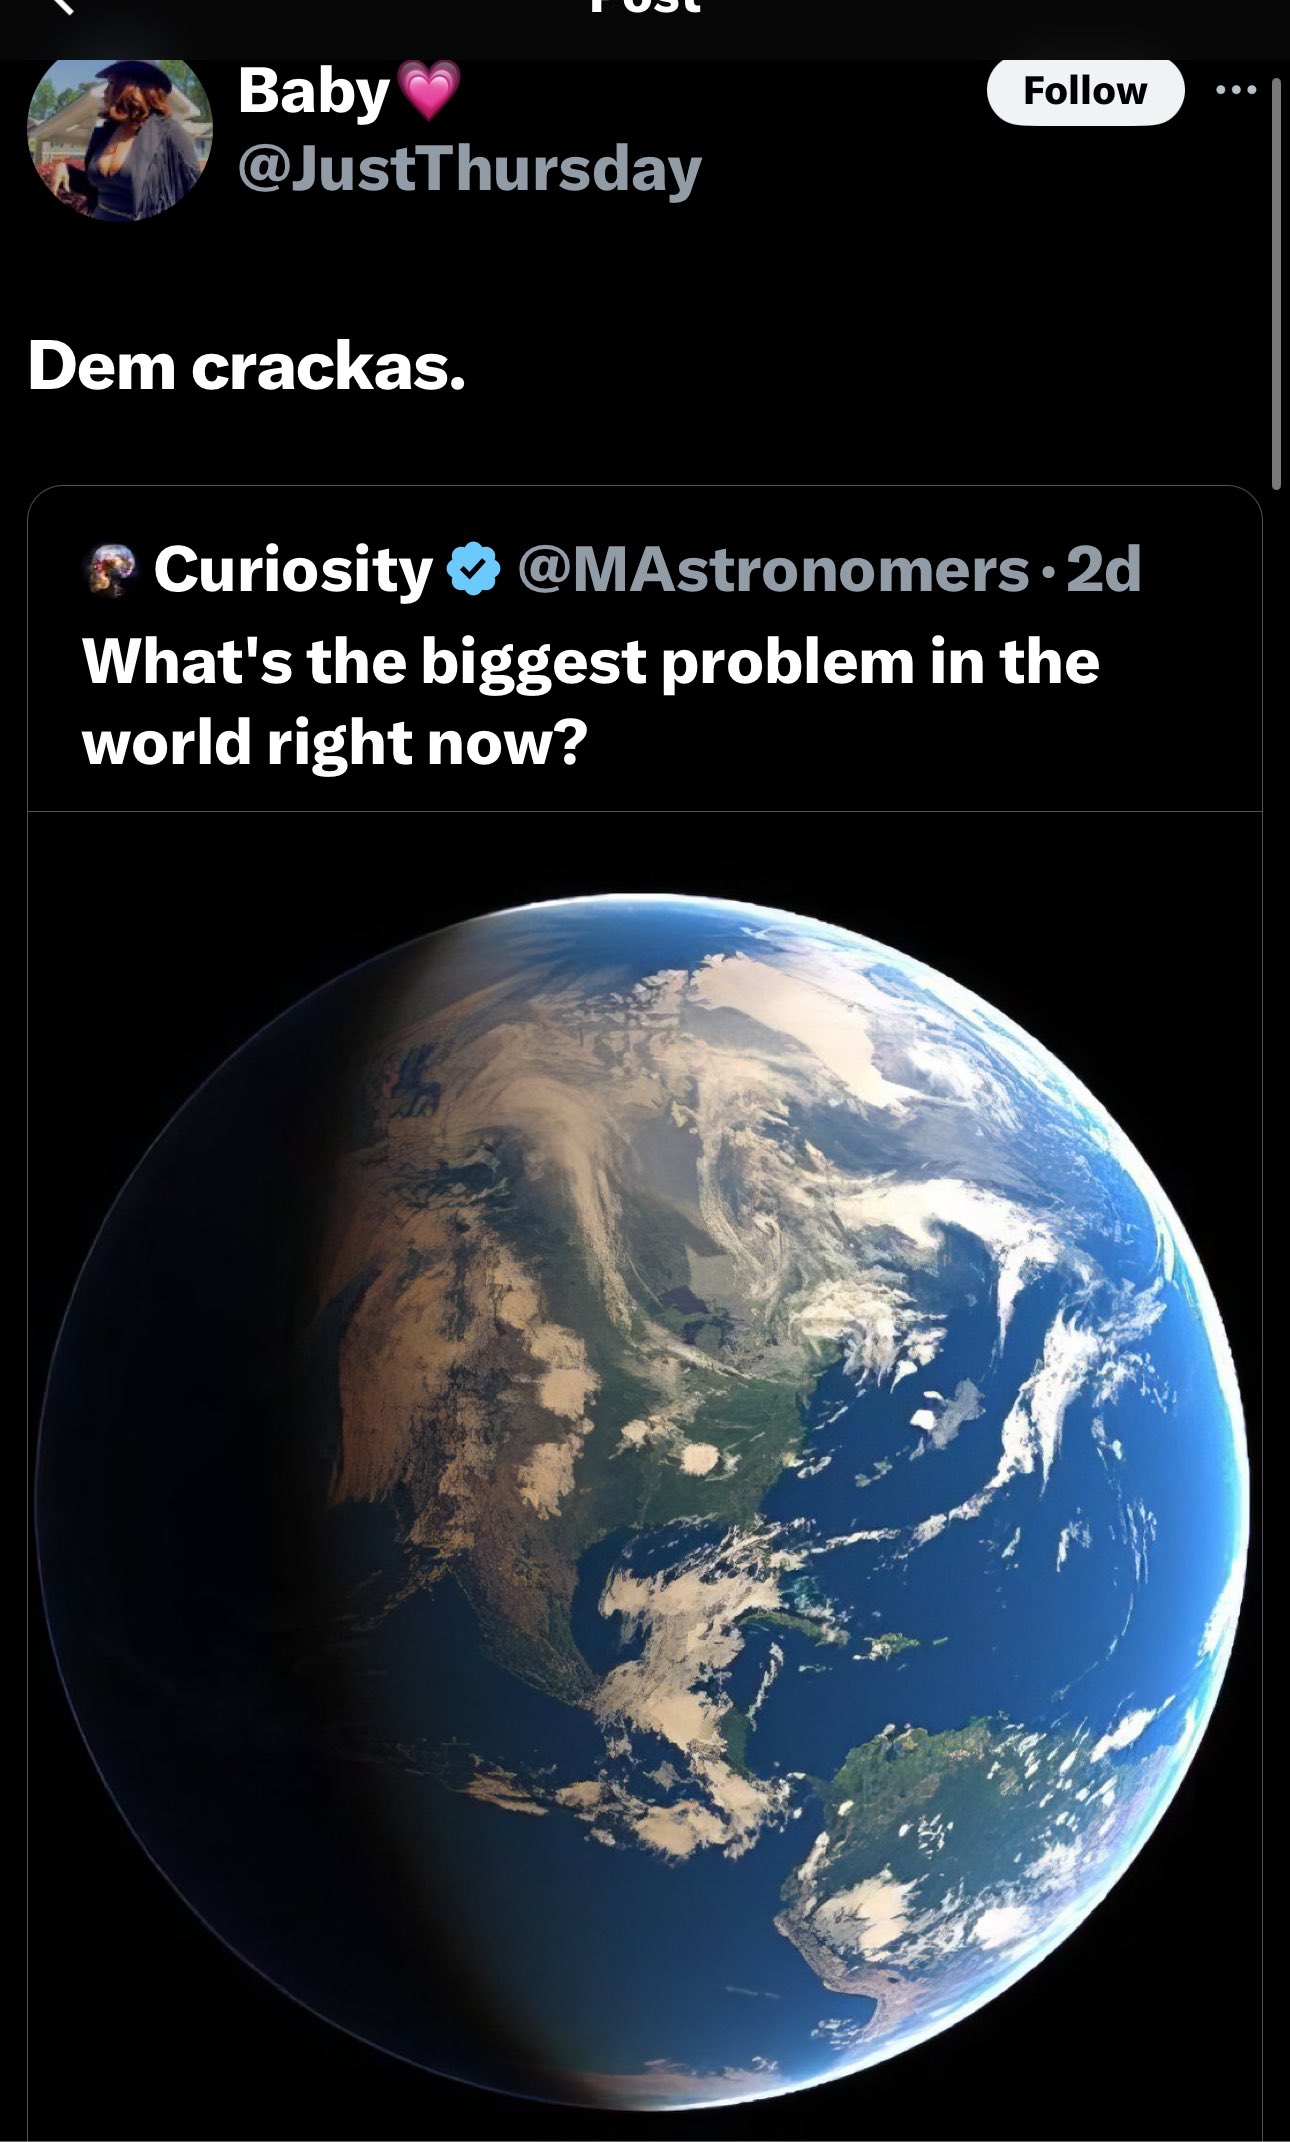 Post
Baby💗
Follow
@JustThursday
Dem crackas.
Curiosity @MAstronomers · 2d
What's the biggest problem in the
world right now?